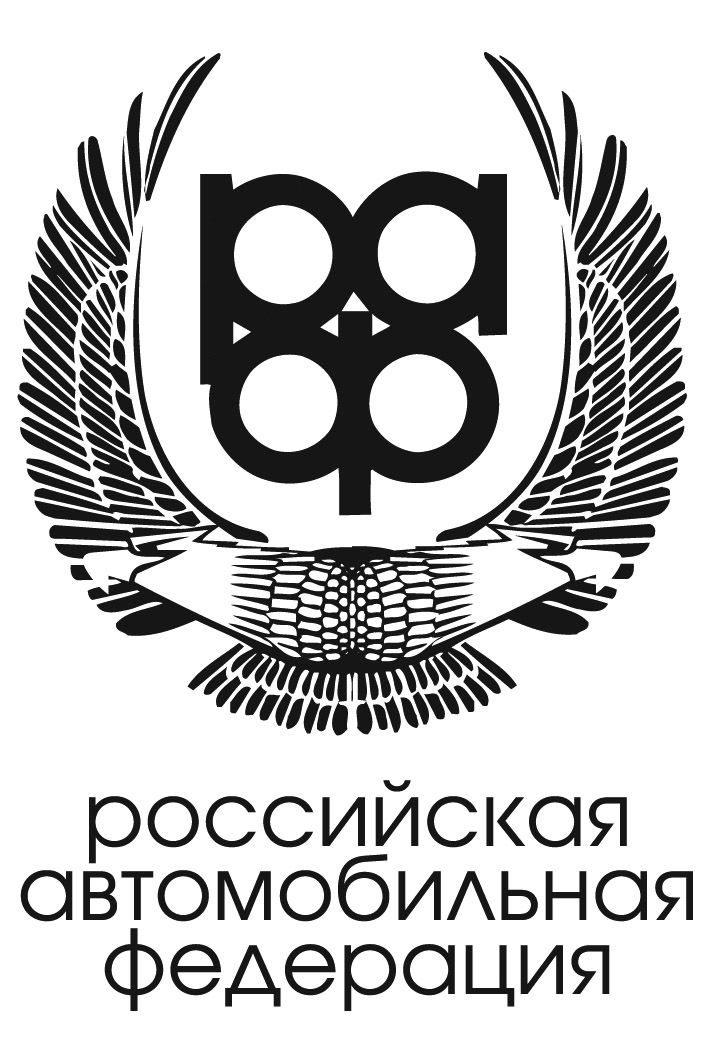 ра
ф
российская
автомобильная
федерация